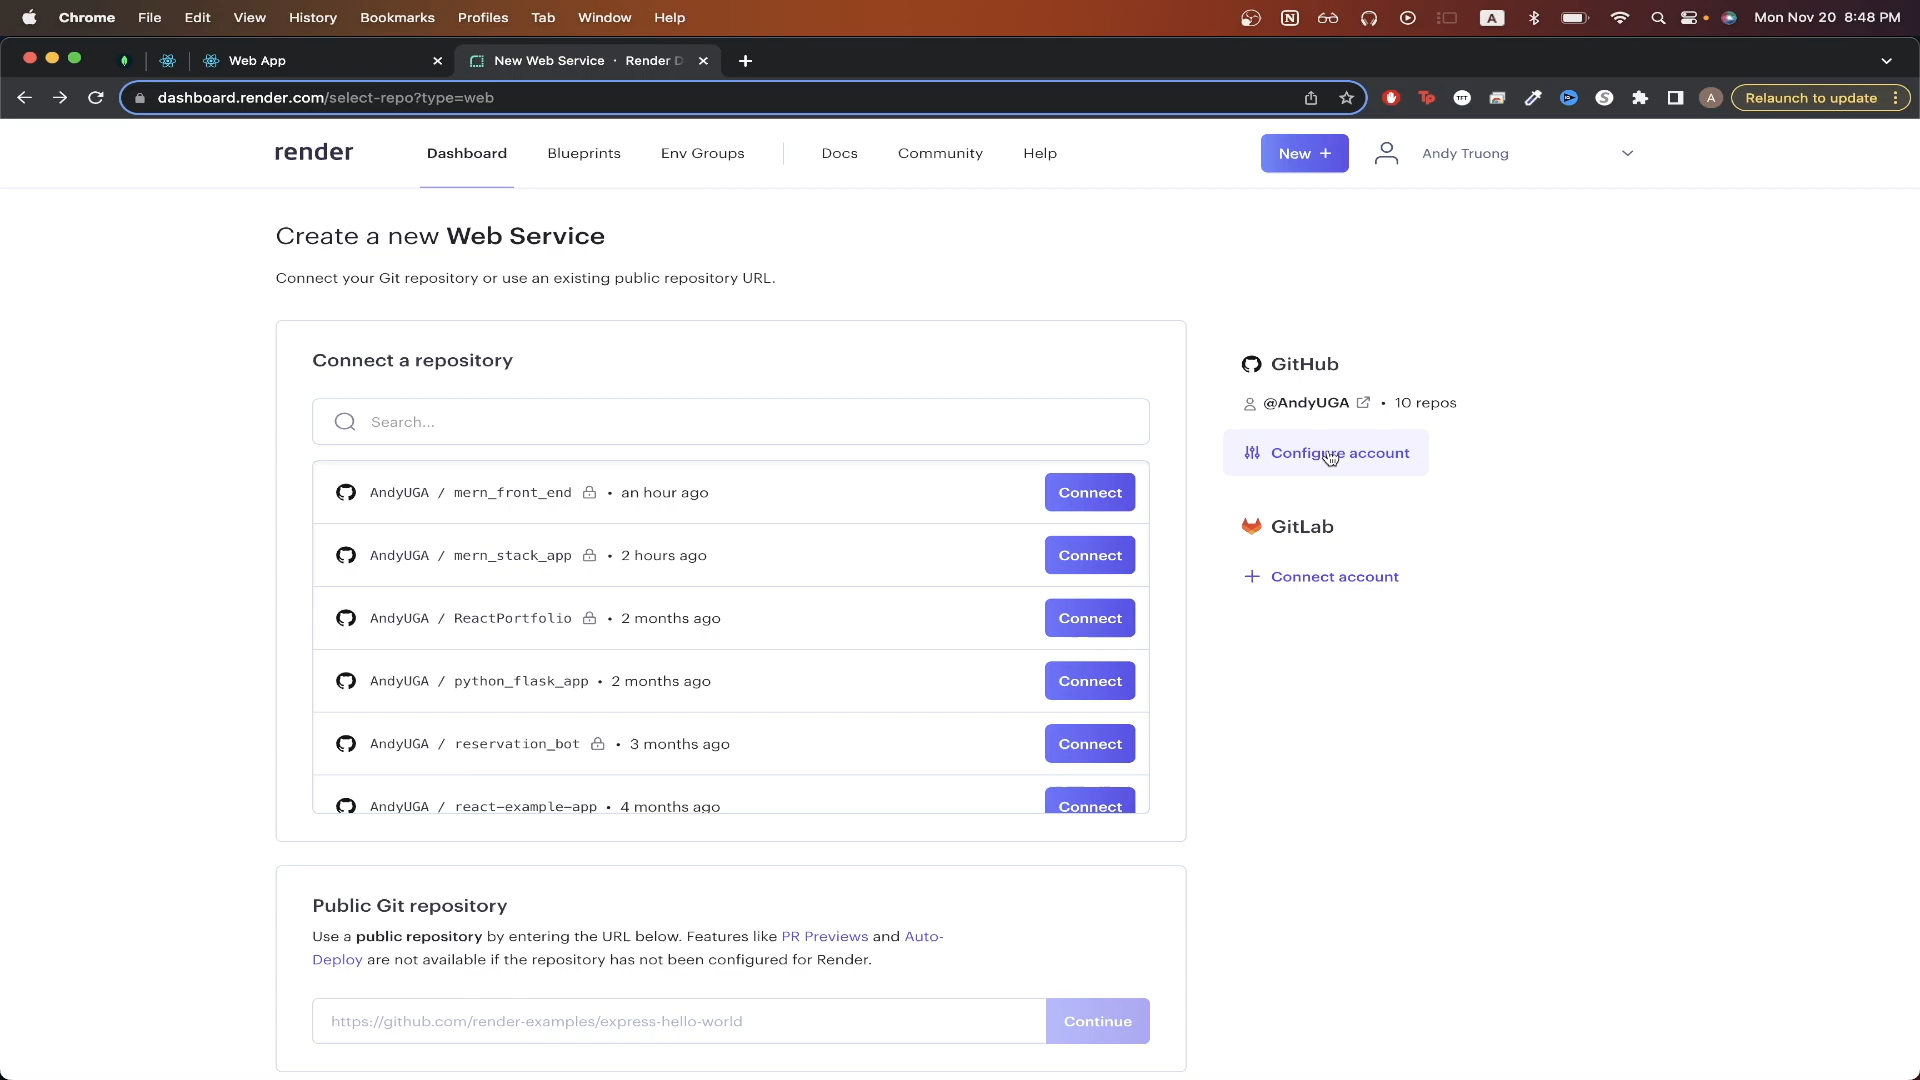 Chrome File Edit View History Bookmarks Profiles Tab Window Help A Mon Nov 20 8:48 PM
Web App New Web Service · Render D
dashboard.render.com/select-repo?type=web Tp TFT S A Relaunch to update
render Dashboard Blueprints Env Groups Docs Community Help New + Andy Truong
Create a new Web Service
Connect your Git repository or use an existing public repository URL.
Connect a repository
Search...
AndyUGA / mern_front_end • an hour ago Connect
AndyUGA / mern_stack_app • 2 hours ago Connect
AndyUGA / ReactPortfolio • 2 months ago Connect
AndyUGA / python_flask_app • 2 months ago Connect
AndyUGA / reservation_bot • 3 months ago Connect
AndyUGA / react-example-app • 4 months ago Connect
GitHub
@AndyUGA • 10 repos
Configure account
GitLab
Connect account
Public Git repository
Use a public repository by entering the URL below. Features like PR Previews and Auto-
Deploy are not available if the repository has not been configured for Render.
https://github.com/render-examples/express-hello-world Continue